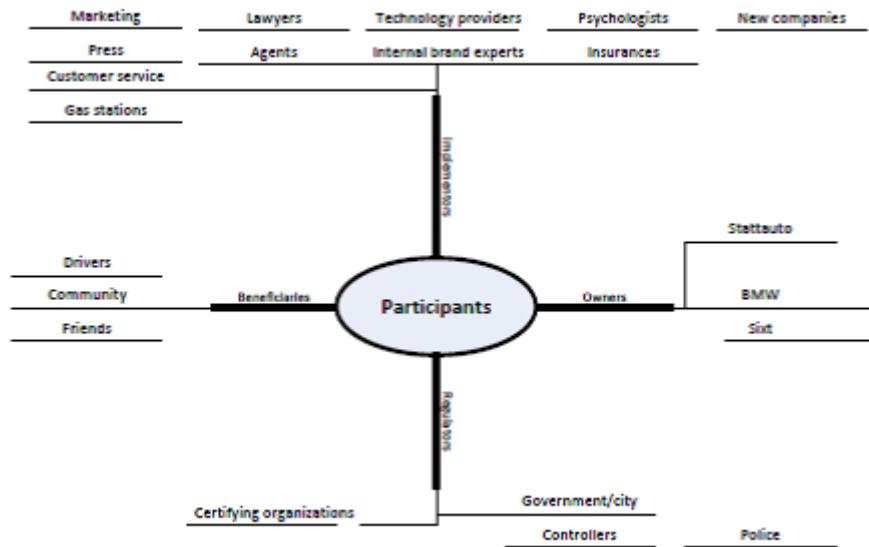 Marketing
Lawyers
Technology providers
Psychologists
New companies
Press
Agents
Internal brand experts
Insurances
Customer service
Gas stations
Implementors
Stattauto
Drivers
Community
Beneficiaries
Participants
Owners
BMW
Friends
Sixt
Regulators
Certifying organizations
Government/city
Controllers
Police